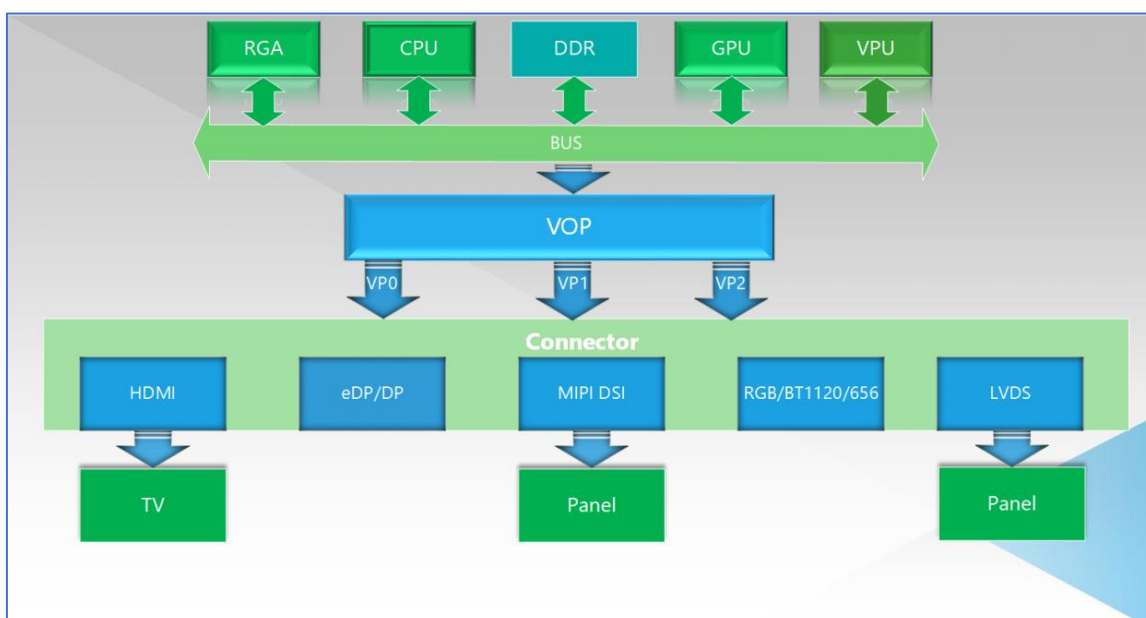 RGA
CPU
DDR
GPU
VPU
BUS
VOP
VP0
VP1
VP2
Connector
HDMI
eDP/DP
MIPI DSI
RGB/BT1120/656
LVDS
TV
Panel
Panel